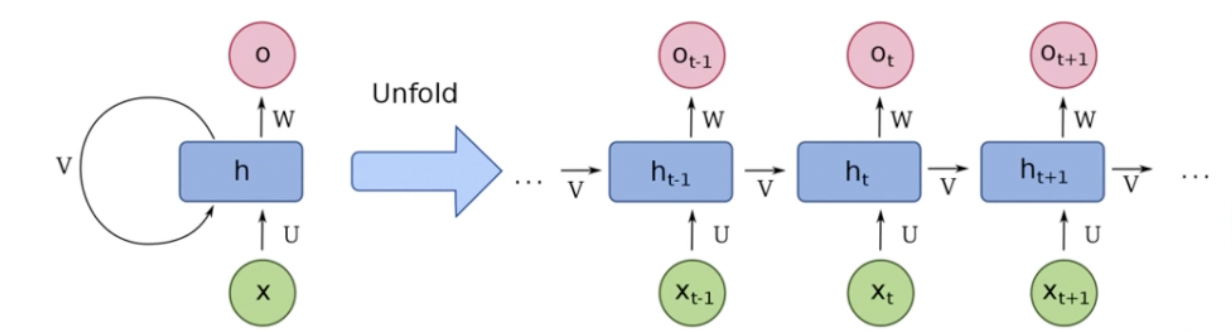 o
W
V
h
U
x
Unfold
...
V
o_{t-1}
W
h_{t-1}
V
U
x_{t-1}
o_t
W
h_t
V
U
x_t
o_{t+1}
W
h_{t+1}
V
...
U
x_{t+1}